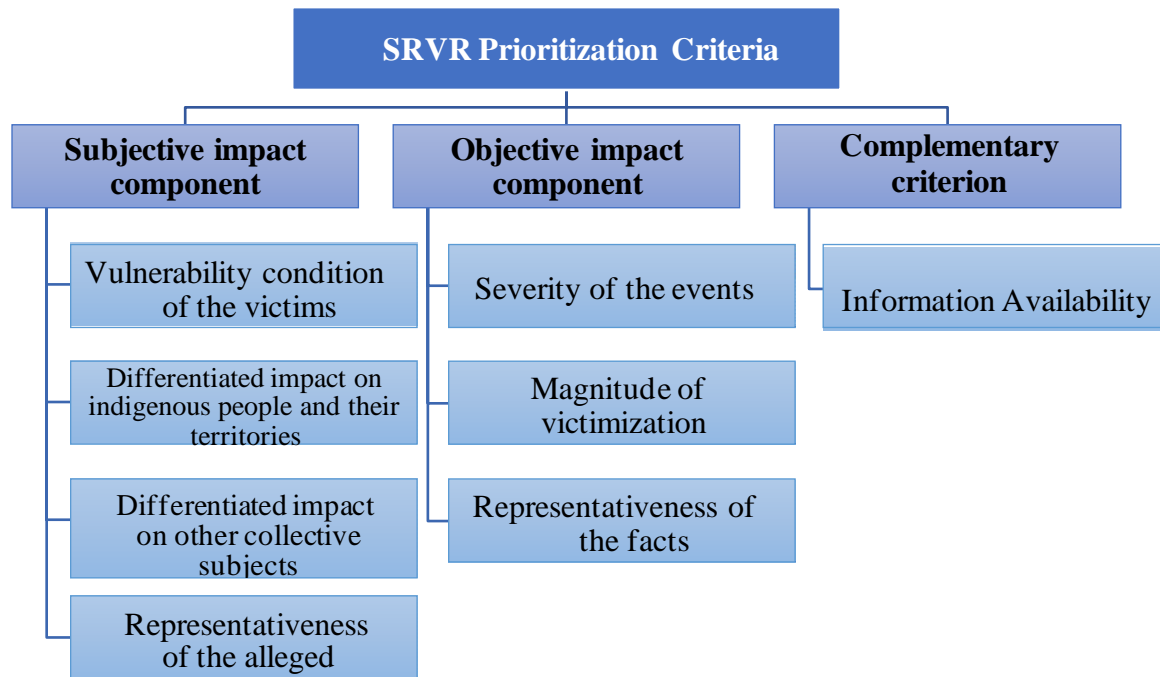 SRVR Prioritization Criteria
Subjective impact
component
Vulnerability condition
of the victims
Differentiated impact on
indigenous people and their
territories
Differentiated impact
on other collective
subjects
Representativeness
of the alleged
Objective impact
component
Severity of the events
Magnitude of
victimization
Representativeness of
the facts
Complementary
criterion
Information Availability